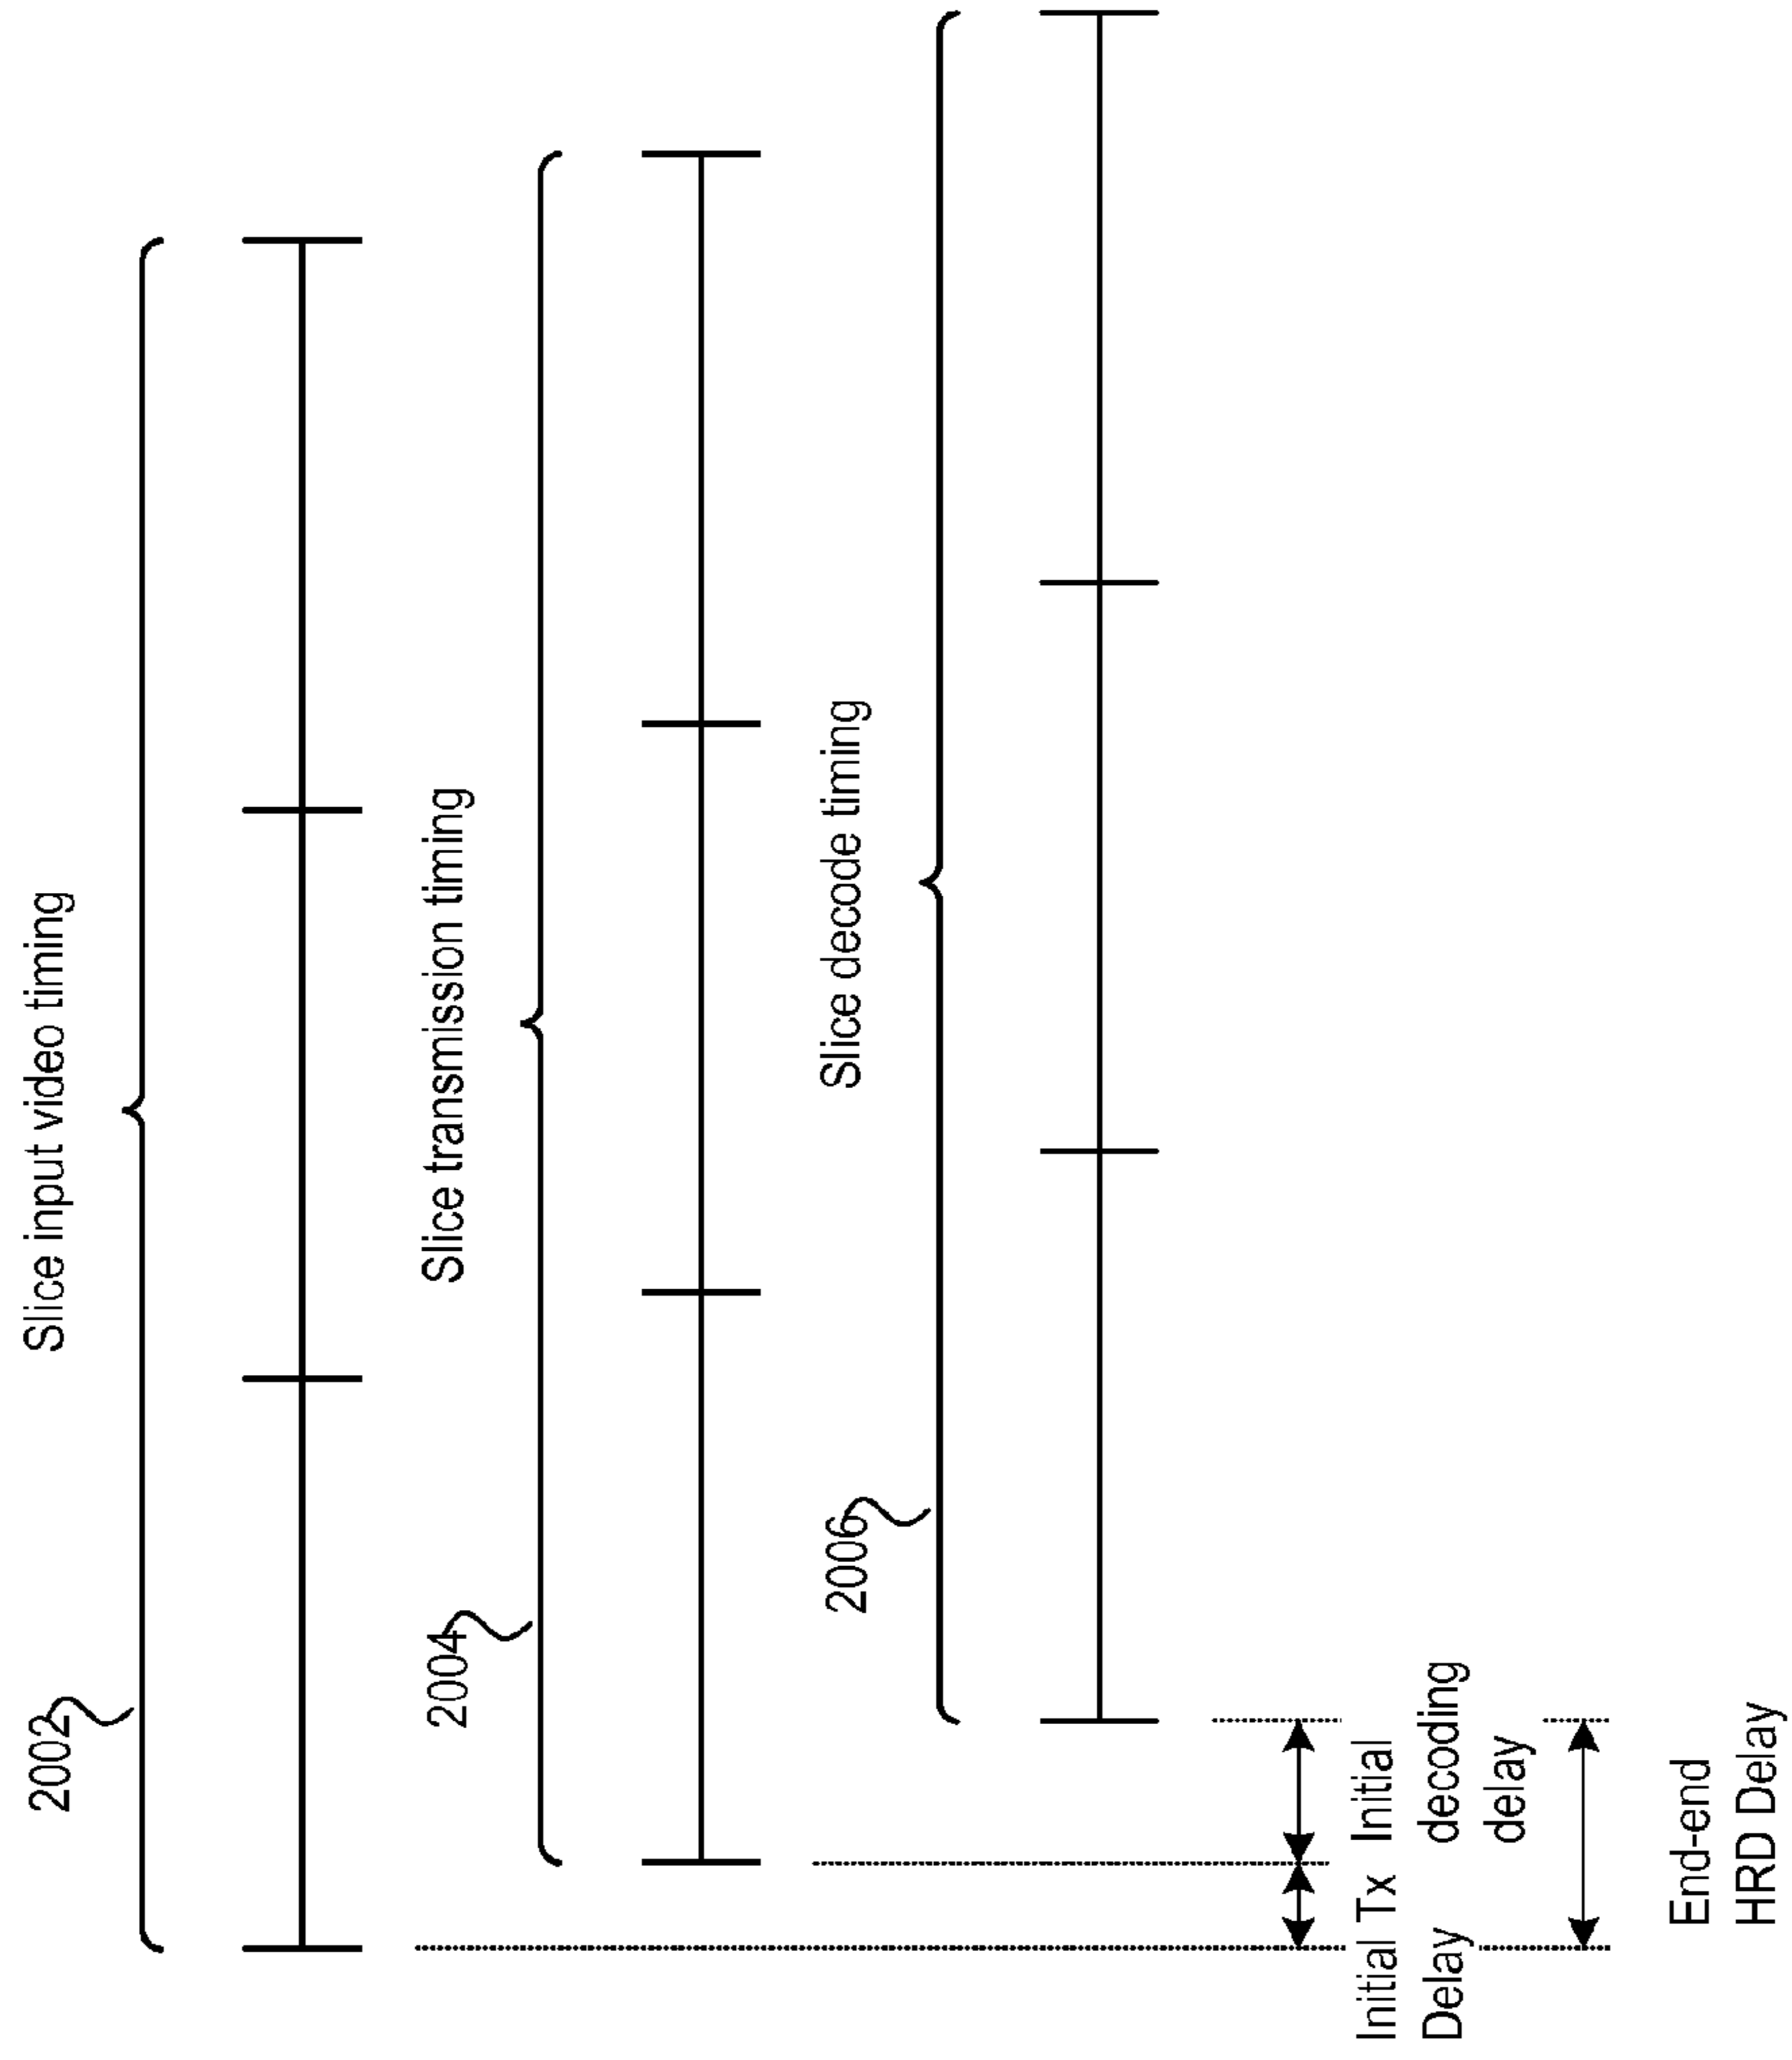 Slice input video timing
2002
Slice transmission timing
2004
Slice decode timing
2006
Initial Tx
Delay
Initial
decoding
delay
End-end
HRD Delay